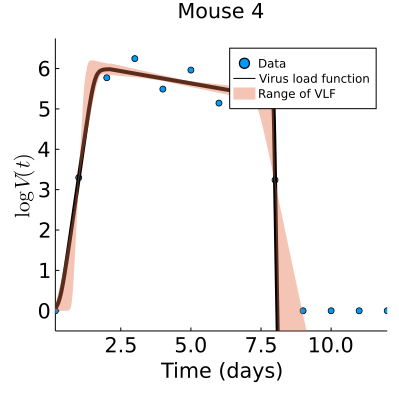 Mouse 4
Data
Virus load function
Range of VLF
log V(t)
6
5
4
3
2
1
0
2.5 5.0 7.5 10.0
Time (days)